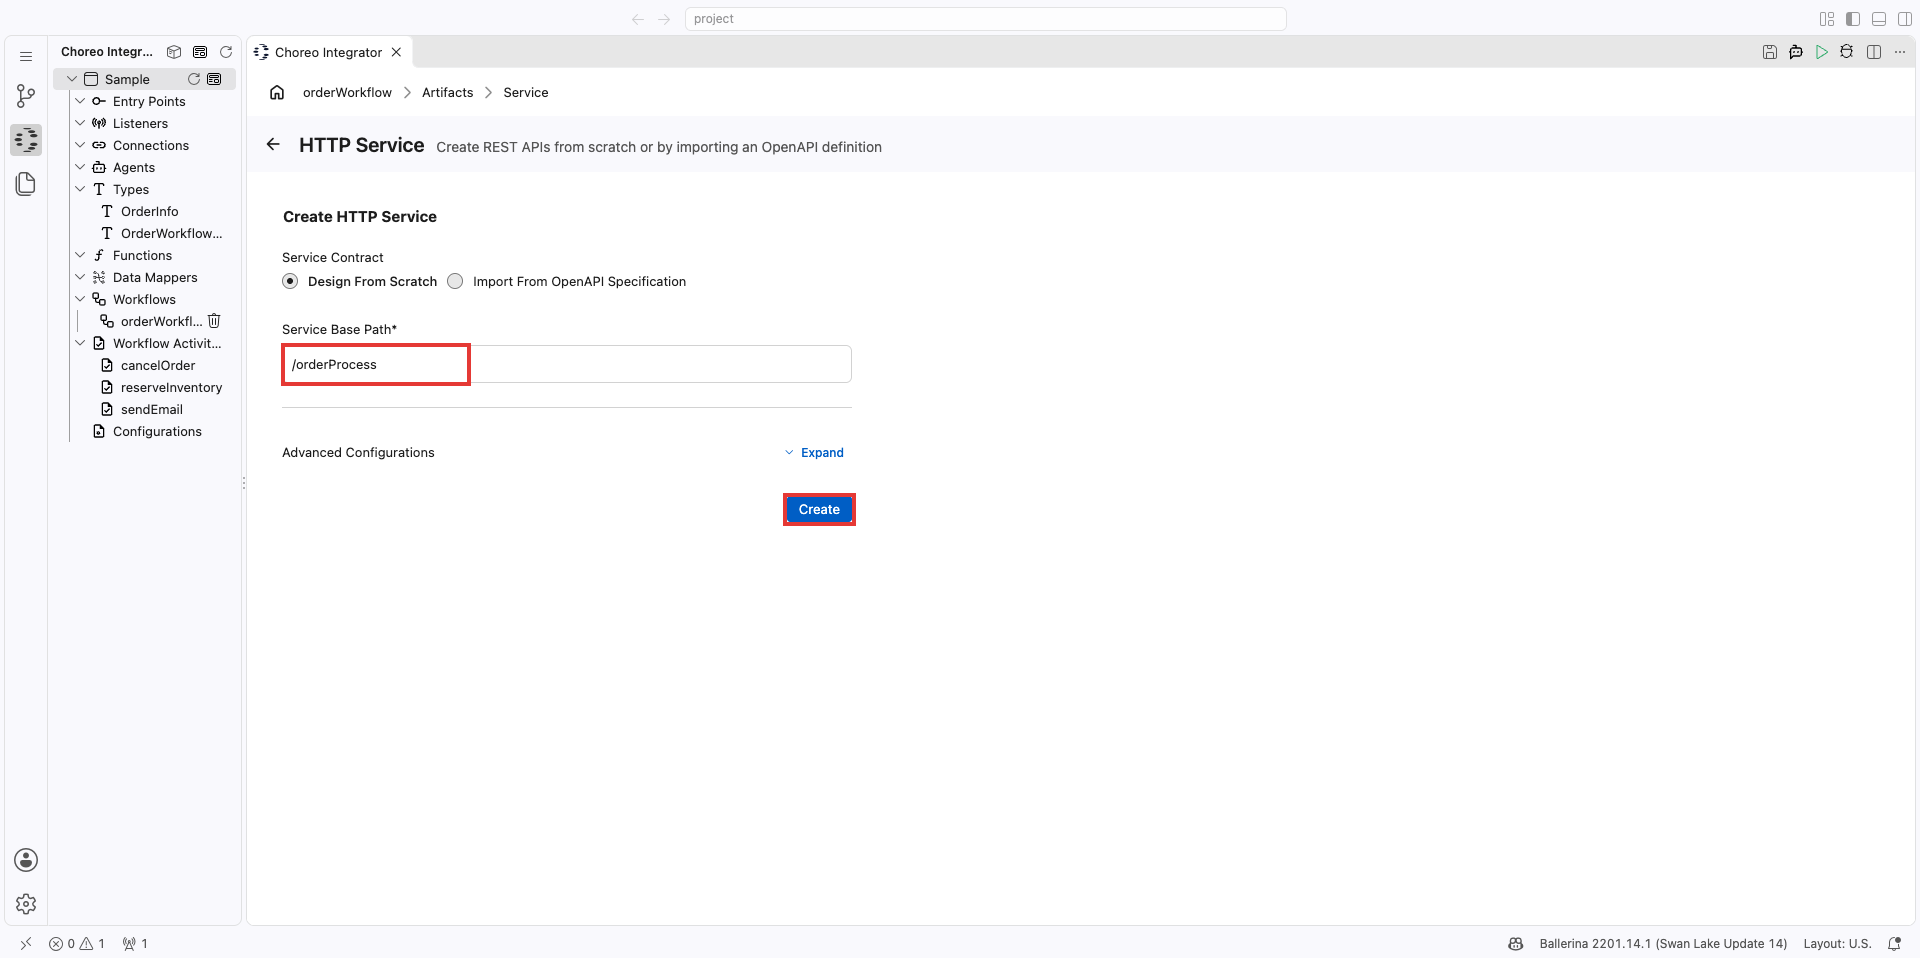 project
Choreo Integr...
Sample
Entry Points
Listeners
Connections
Agents
Types
OrderInfo
OrderWorkflow...
Functions
Data Mappers
Workflows
orderWorkfl...
Workflow Activit...
cancelOrder
reserveInventory
sendEmail
Configurations
Choreo Integrator
orderWorkflow > Artifacts > Service
HTTP Service Create REST APIs from scratch or by importing an OpenAPI definition
Create HTTP Service
Service Contract
Design From Scratch Import From OpenAPI Specification
Service Base Path*
/orderProcess
Advanced Configurations Expand
Create
0 1 1
Ballerina 2201.14.1 (Swan Lake Update 14) Layout: U.S.